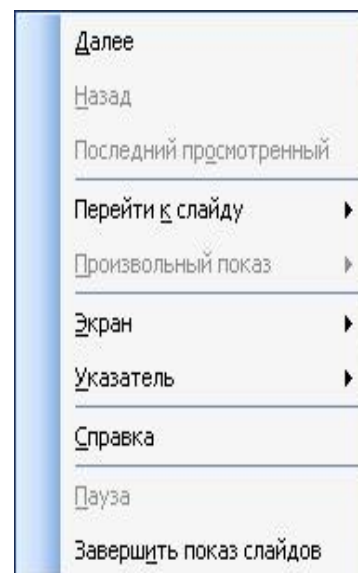 Далее
Назад
Последний просмотренный
Перейти к слайду
Произвольный показ
Экран
Указатель
Справка
Пауза
Завершить показ слайдов